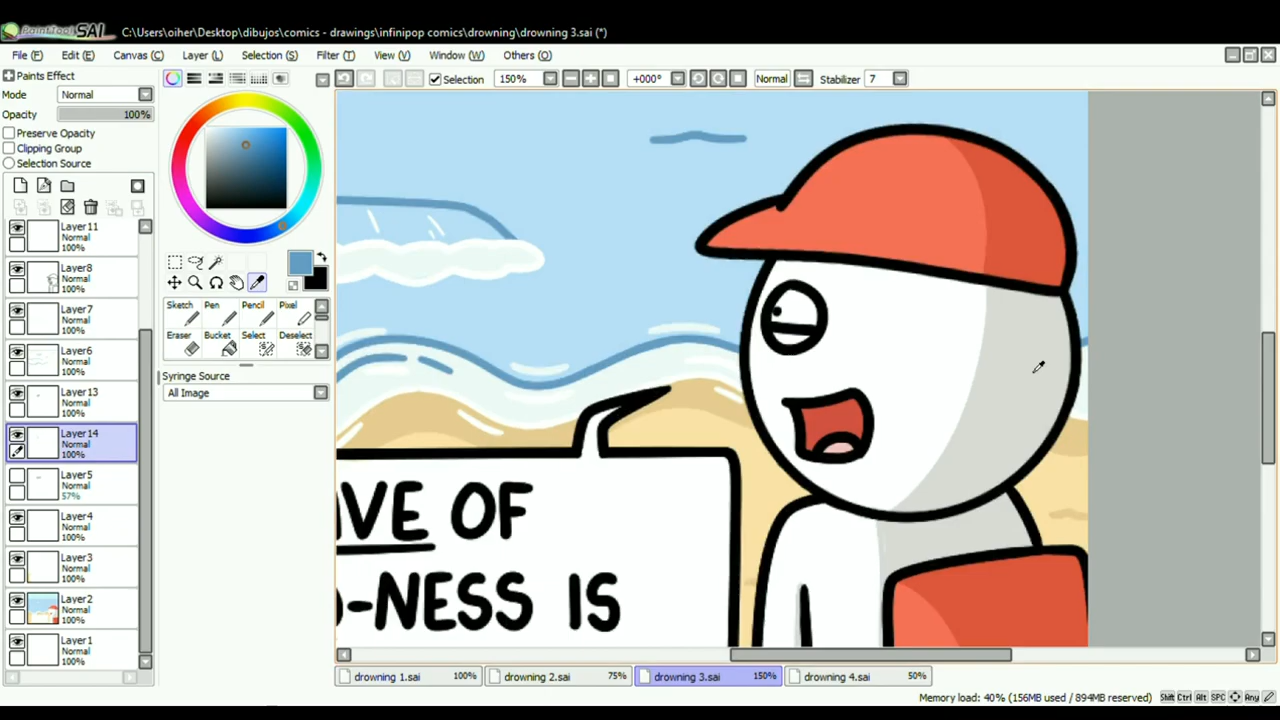 PaintTool SAI C:\Users\oiher\Desktop\dibujos\comics - drawings\infinipop comics\drowning\drowning 3.sai (*)
File (F) Edit (E) Canvas (C) Layer (L) Selection (S) Filter (T) View (V) Window (W) Others (O)
Paints Effect
Mode Normal
Opacity 100%
Preserve Opacity
Clipping Group
Selection Source
Layer11
Normal
100%
Layer8
Normal
100%
Layer7
Normal
100%
Layer6
Normal
100%
Layer13
Normal
100%
Layer14
Normal
100%
Layer5
Normal
57%
Layer4
Normal
100%
Layer3
Normal
100%
Layer2
Normal
100%
Layer1
Normal
100%
Sketch Pen Pencil Pixel
Eraser Bucket Select Deselect
Syringe Source
All Image
Selection 150% +000° Normal Stabilizer 7
AVE OF
-NESS IS
drowning 1.sai 100% drowning 2.sai 75% drowning 3.sai 150% drowning 4.sai 50%
Memory load: 40% (156MB used / 894MB reserved) Shift Ctrl Alt SPC Any